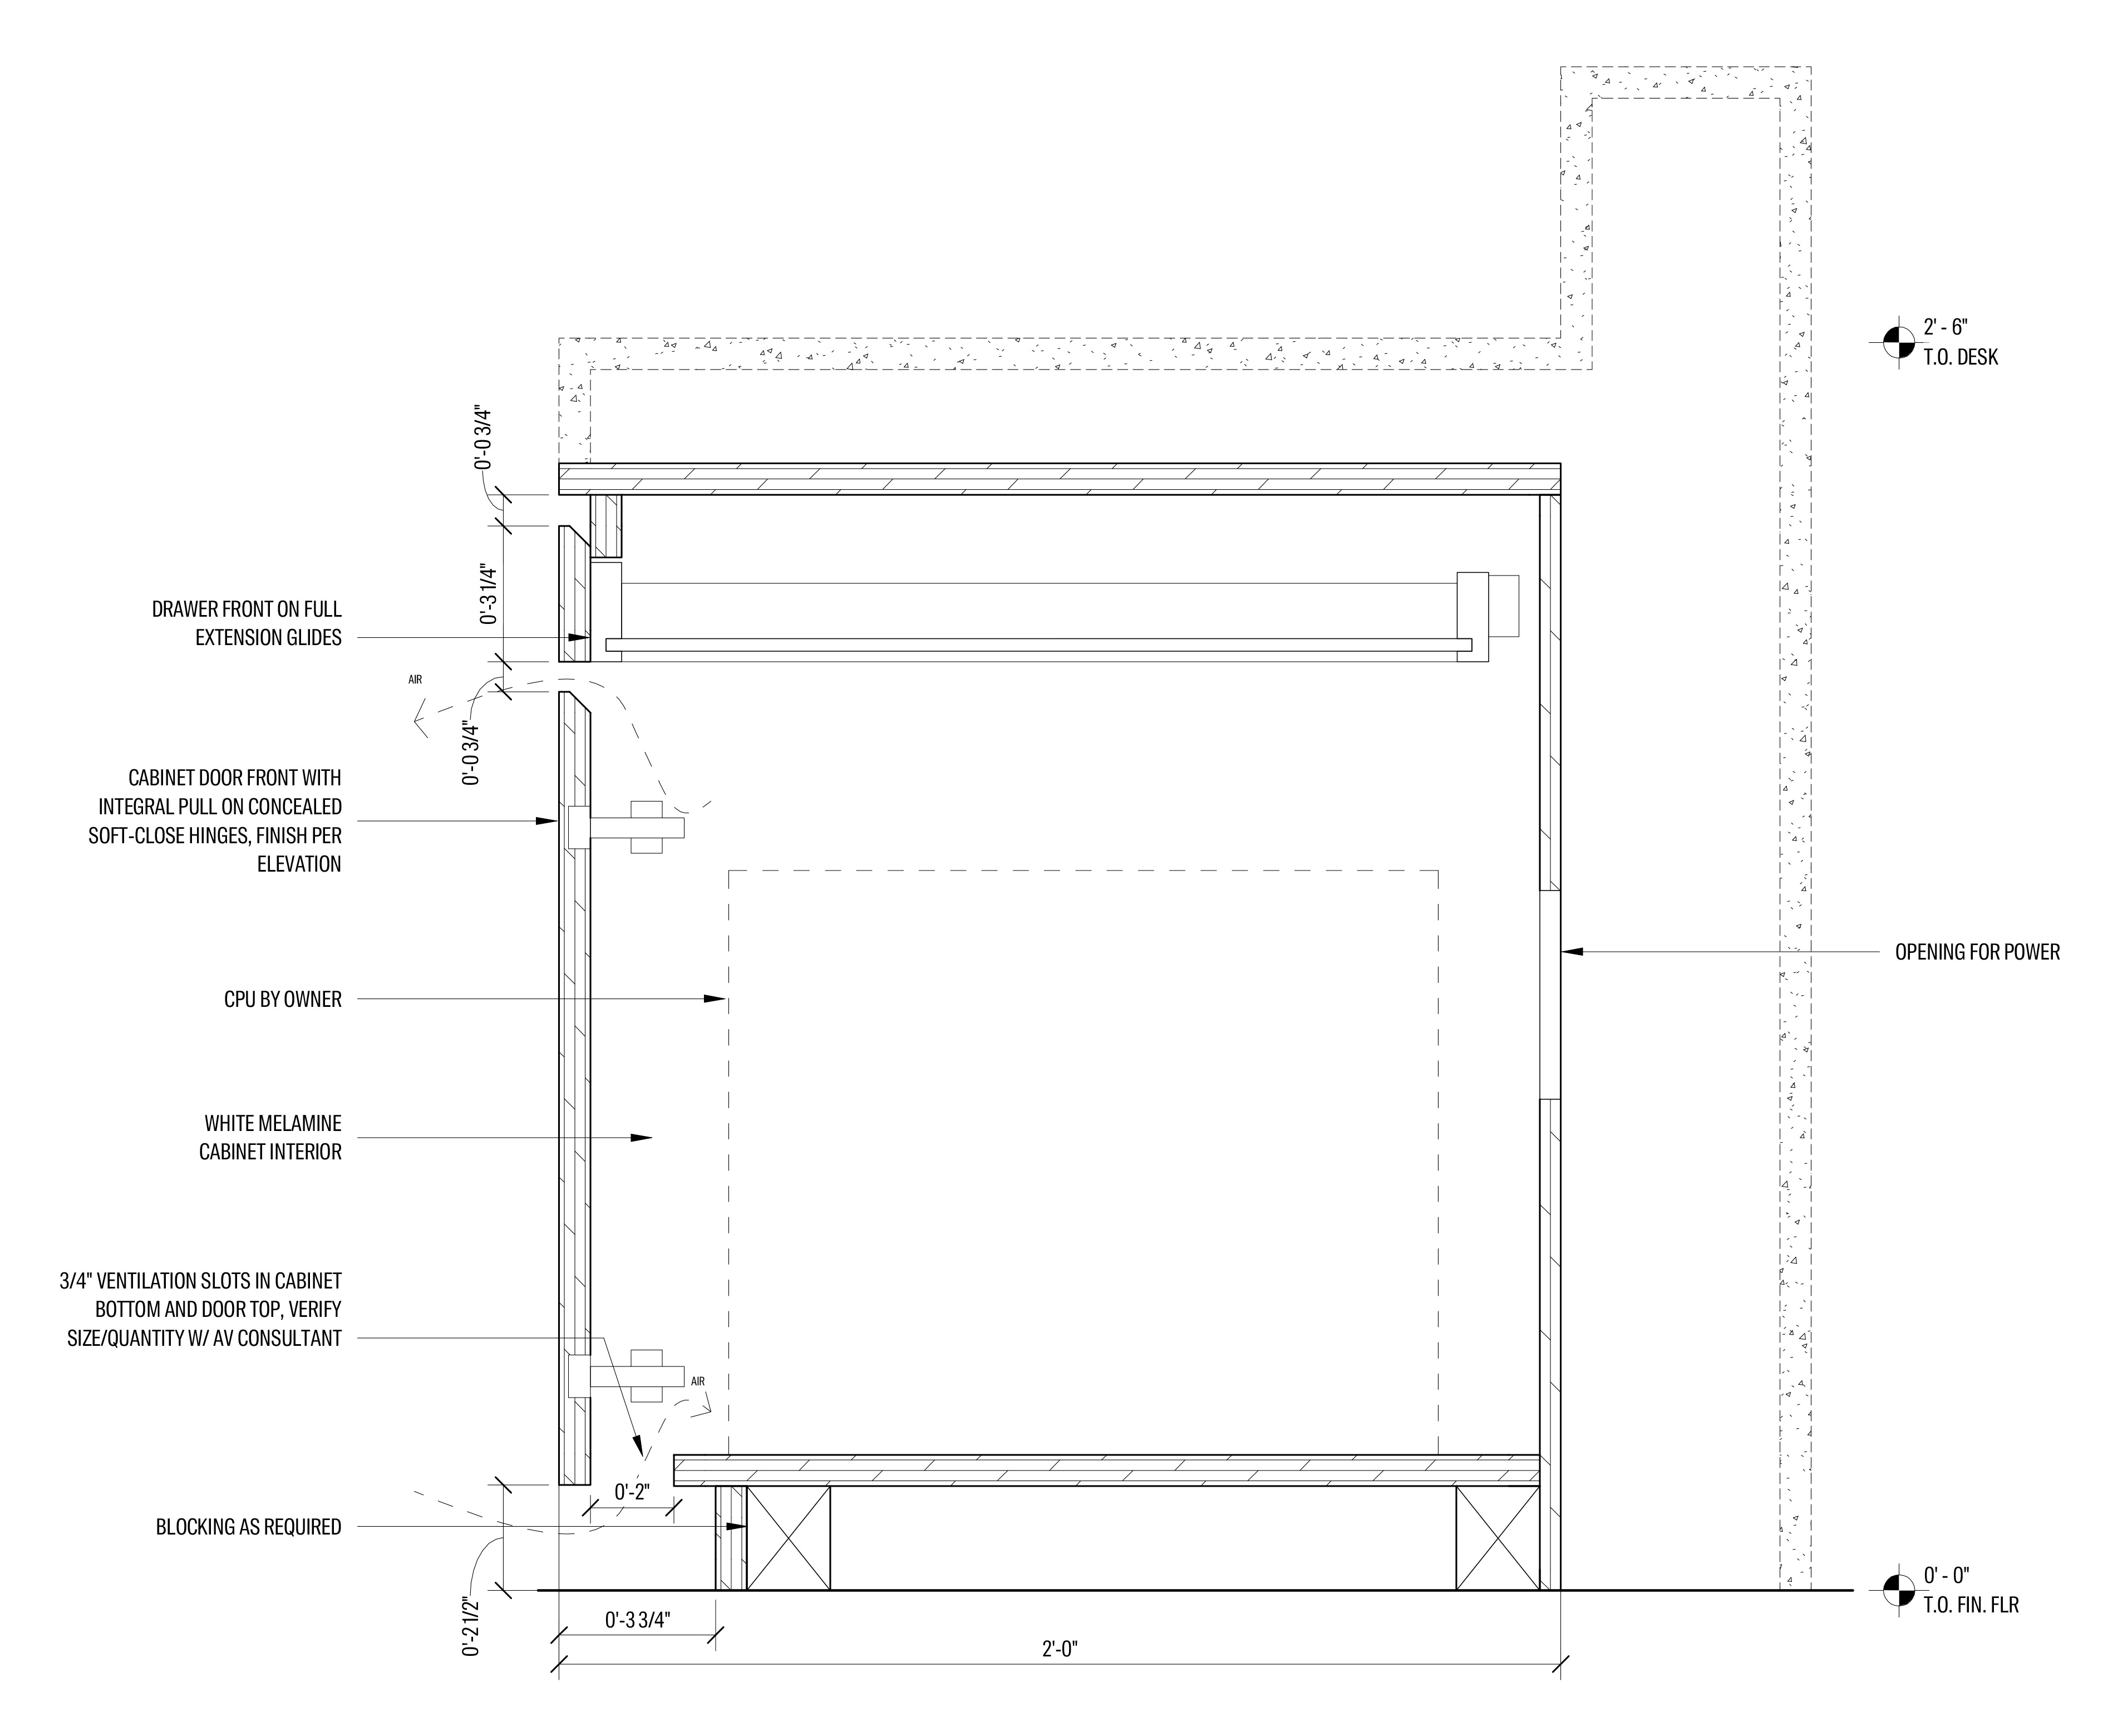 2' - 6"
T.O. DESK
0'-0 3/4"
0'-3 1/4"
DRAWER FRONT ON FULL
EXTENSION GLIDES
AIR
0'-0 3/4"
CABINET DOOR FRONT WITH
INTEGRAL PULL ON CONCEALED
SOFT-CLOSE HINGES, FINISH PER
ELEVATION
OPENING FOR POWER
CPU BY OWNER
WHITE MELAMINE
CABINET INTERIOR
3/4" VENTILATION SLOTS IN CABINET
BOTTOM AND DOOR TOP, VERIFY
SIZE/QUANTITY W/ AV CONSULTANT
AIR
0'-2"
BLOCKING AS REQUIRED
0'-2 1/2"
0' - 0"
T.O. FIN. FLR
0'-3 3/4"
2'-0"